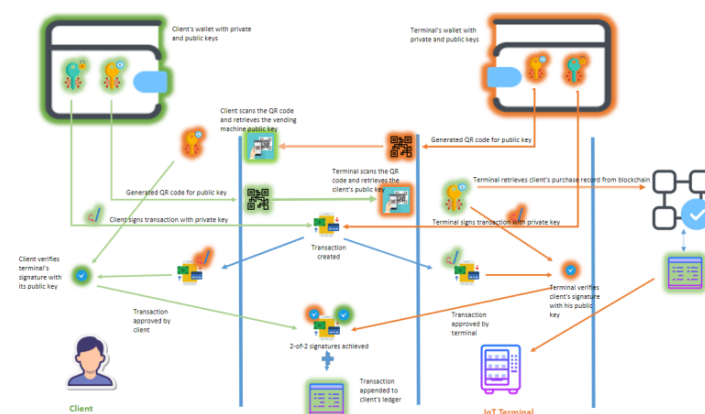 Client's wallet with private
and public keys
Terminal's wallet with
private and public keys
Client scans the QR code
and retrieves the vending
machine public key
Generated QR code for public key
Terminal scans the QR
code and retrieves the
client's public key
Terminal retrieves client's purchase record from blockchain
Generated QR code for public key
Client signs transaction with private key
Terminal signs transaction with private key
Transaction
created
Client verifies
terminal's
signature with
its public key
Terminal verifies
client's signature
with his public
key
Transaction
approved by
client
Transaction
approved by
terminal
2-of-2 signatures achieved
Transaction
appended to
client's ledger
Client
IoT Terminal